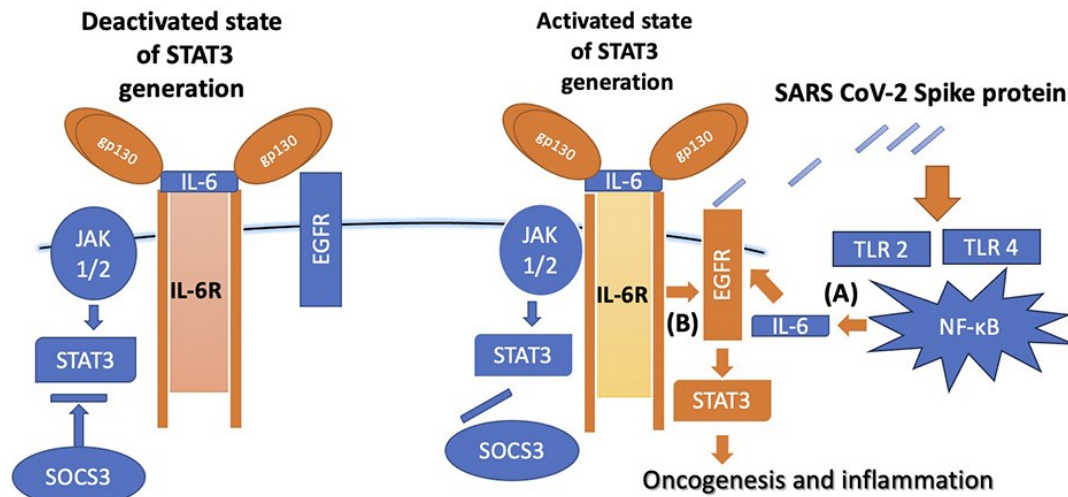 Deactivated state
of STAT3
generation
Activated state
of STAT3
generation
SARS CoV-2 Spike protein
gp130
gp130
IL-6
JAK
1/2
IL-6R
EGFR
STAT3
SOCS3
gp130
gp130
IL-6
JAK
1/2
IL-6R
STAT3
SOCS3
(B)
EGFR
STAT3
Oncogenesis and inflammation
TLR 2
TLR 4
(A)
IL-6
NF-κB